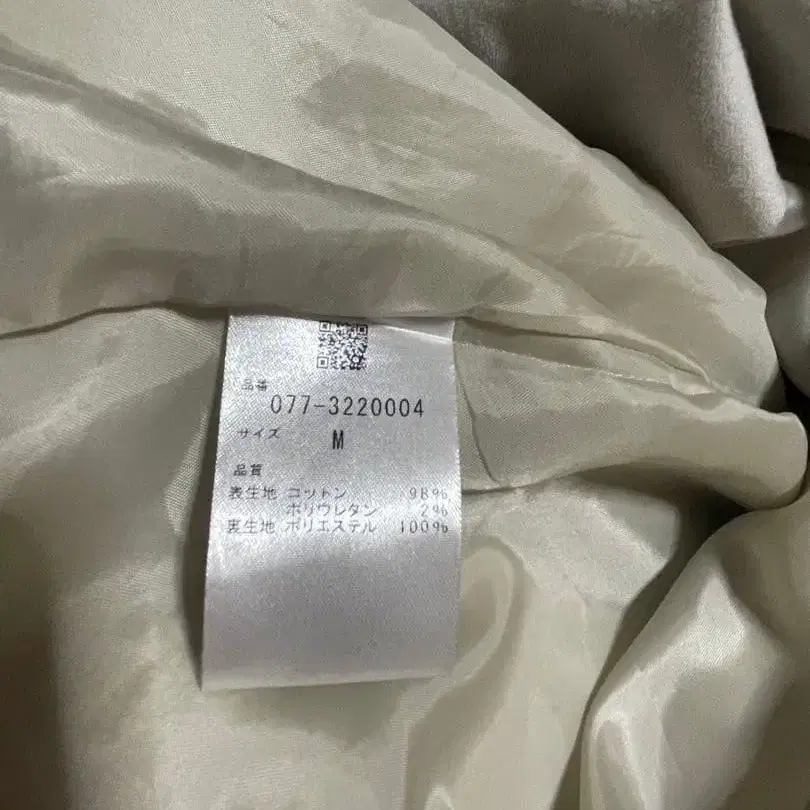 品番
077-3220004
サイズ M
品質
表生地 コットン 98%
ポリウレタン 2%
裏生地 ポリエステル 100%